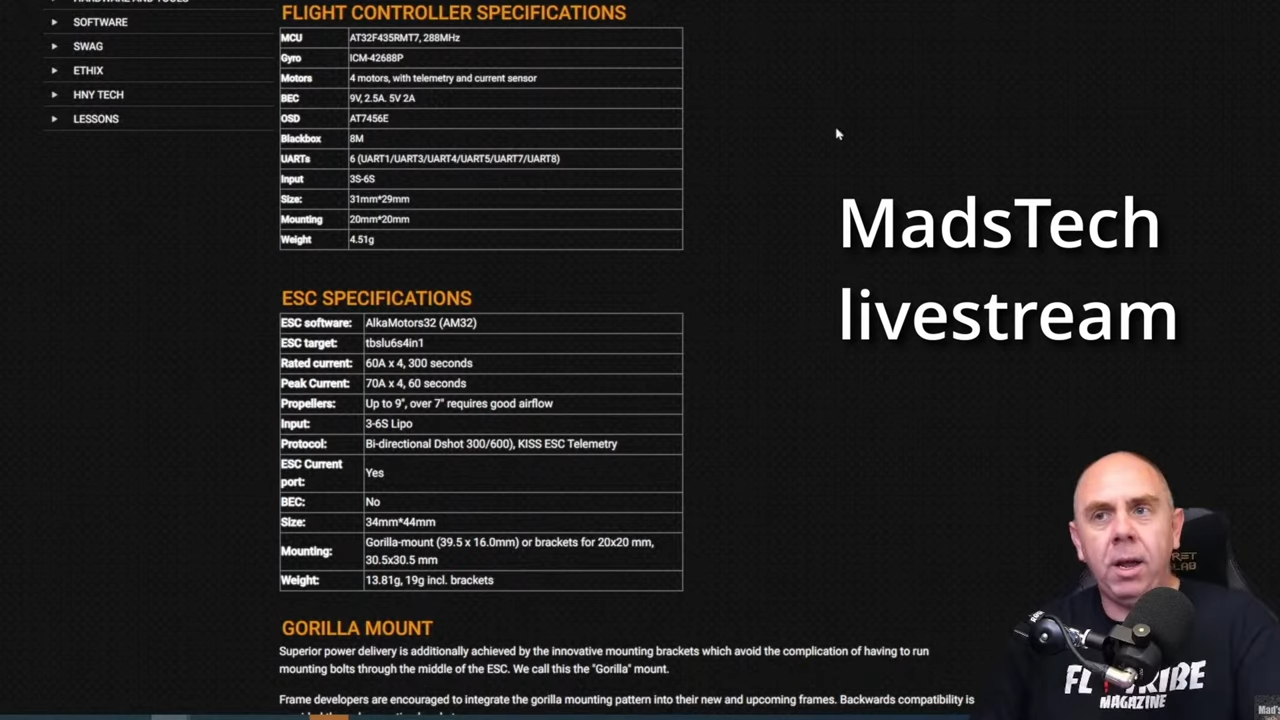 SOFTWARE
SWAG
ETHIX
HNY TECH
LESSONS
FLIGHT CONTROLLER SPECIFICATIONS
MCU AT32F435RMT7, 288MHz
Gyro ICM-42688P
Motors 4 motors, with telemetry and current sensor
BEC 9V, 2.5A. 5V 2A
OSD AT7456E
Blackbox 8M
UARTs 6 (UART1/UART3/UART4/UART5/UART7/UART8)
Input 3S-6S
Size: 31mm*29mm
Mounting 20mm*20mm
Weight 4.51g
MadsTech
livestream
ESC SPECIFICATIONS
ESC software: AlkaMotors32 (AM32)
ESC target: tbslu6s4in1
Rated current: 60A x 4, 300 seconds
Peak Current: 70A x 4, 60 seconds
Propellers: Up to 9", over 7" requires good airflow
Input: 3-6S Lipo
Protocol: Bi-directional Dshot 300/600), KISS ESC Telemetry
ESC Current
port: Yes
BEC: No
Size: 34mm*44mm
Mounting: Gorilla-mount (39.5 x 16.0mm) or brackets for 20x20 mm,
30.5x30.5 mm
Weight: 13.81g, 19g incl. brackets
GORILLA MOUNT
Superior power delivery is additionally achieved by the innovative mounting brackets which avoid the complication of having to run
mounting bolts through the middle of the ESC. We call this the "Gorilla" mount.
Frame developers are encouraged to integrate the gorilla mounting pattern into their new and upcoming frames. Backwards compatibility is
MAGAZINE
Mad's